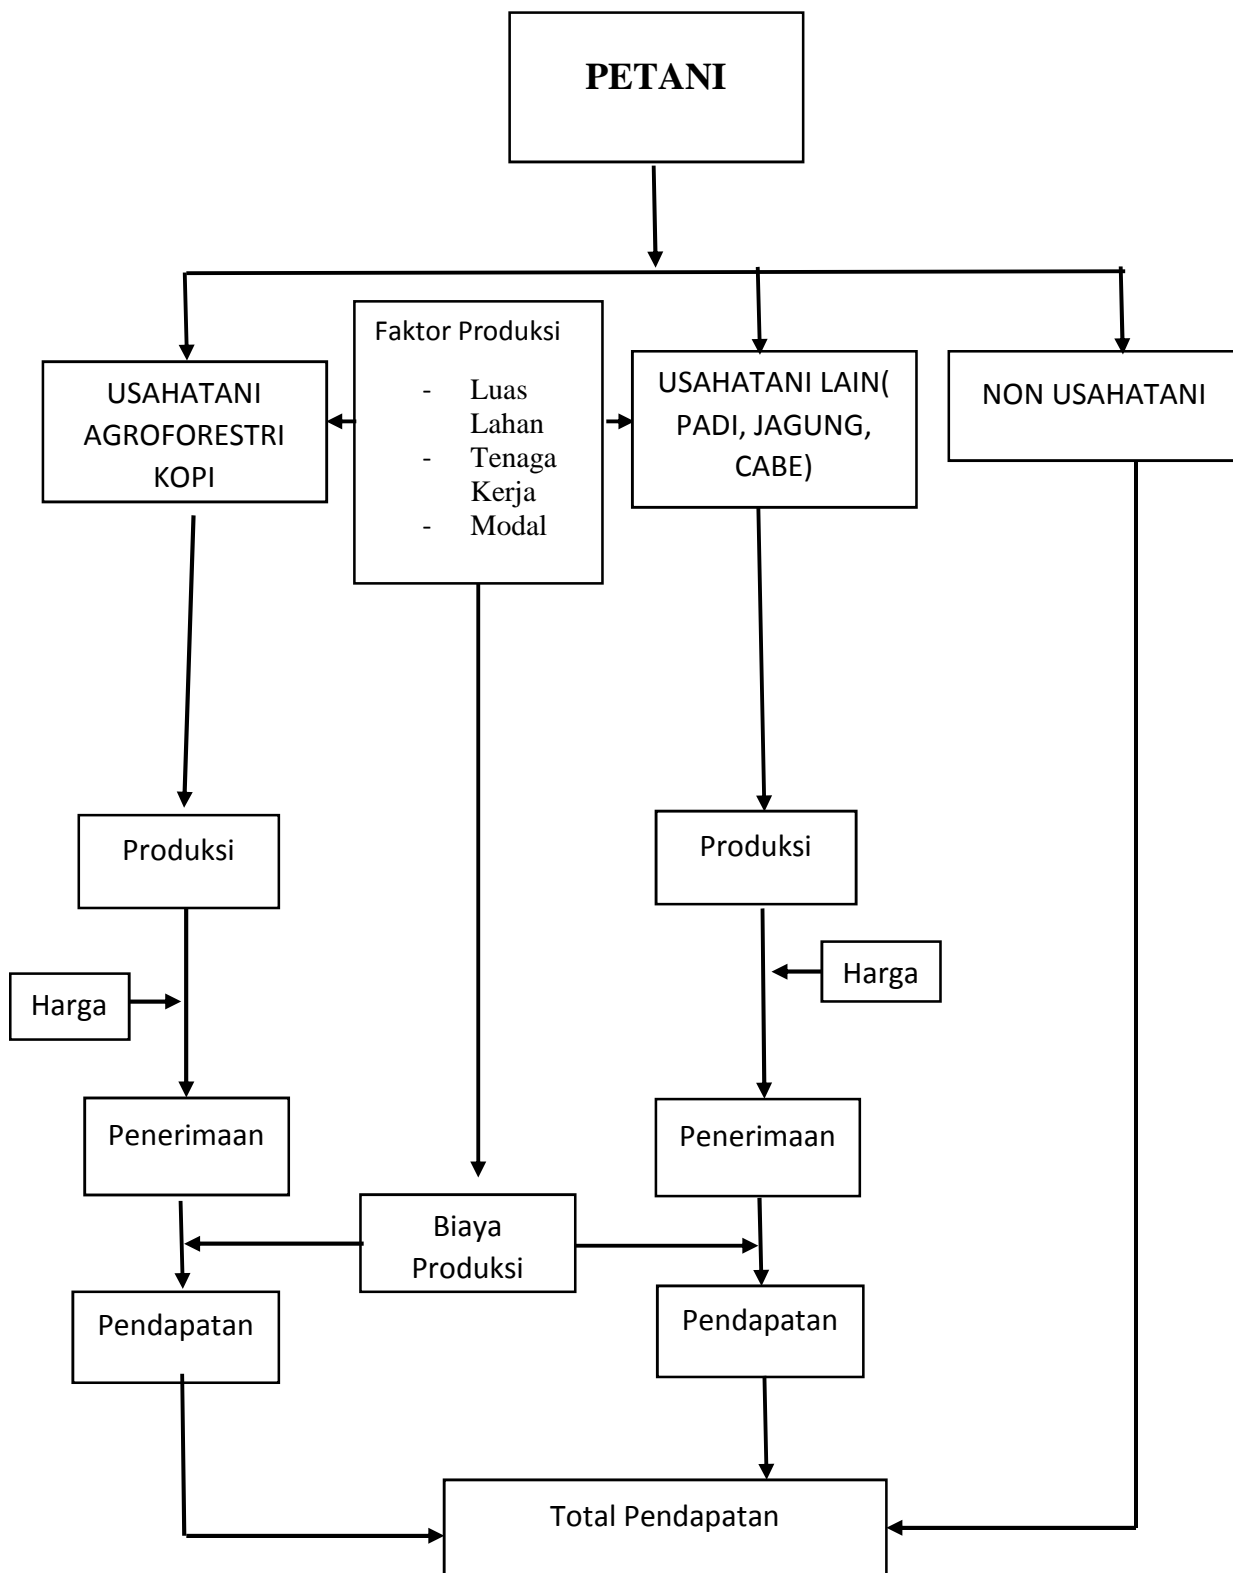 PETANI
Faktor Produksi
- Luas
Lahan
- Tenaga
Kerja
- Modal
USAHATANI
AGROFORESTRI
KOPI
USAHATANI LAIN(
PADI, JAGUNG,
CABE)
NON USAHATANI
Produksi
Produksi
Harga
Harga
Penerimaan
Penerimaan
Biaya
Produksi
Pendapatan
Pendapatan
Total Pendapatan